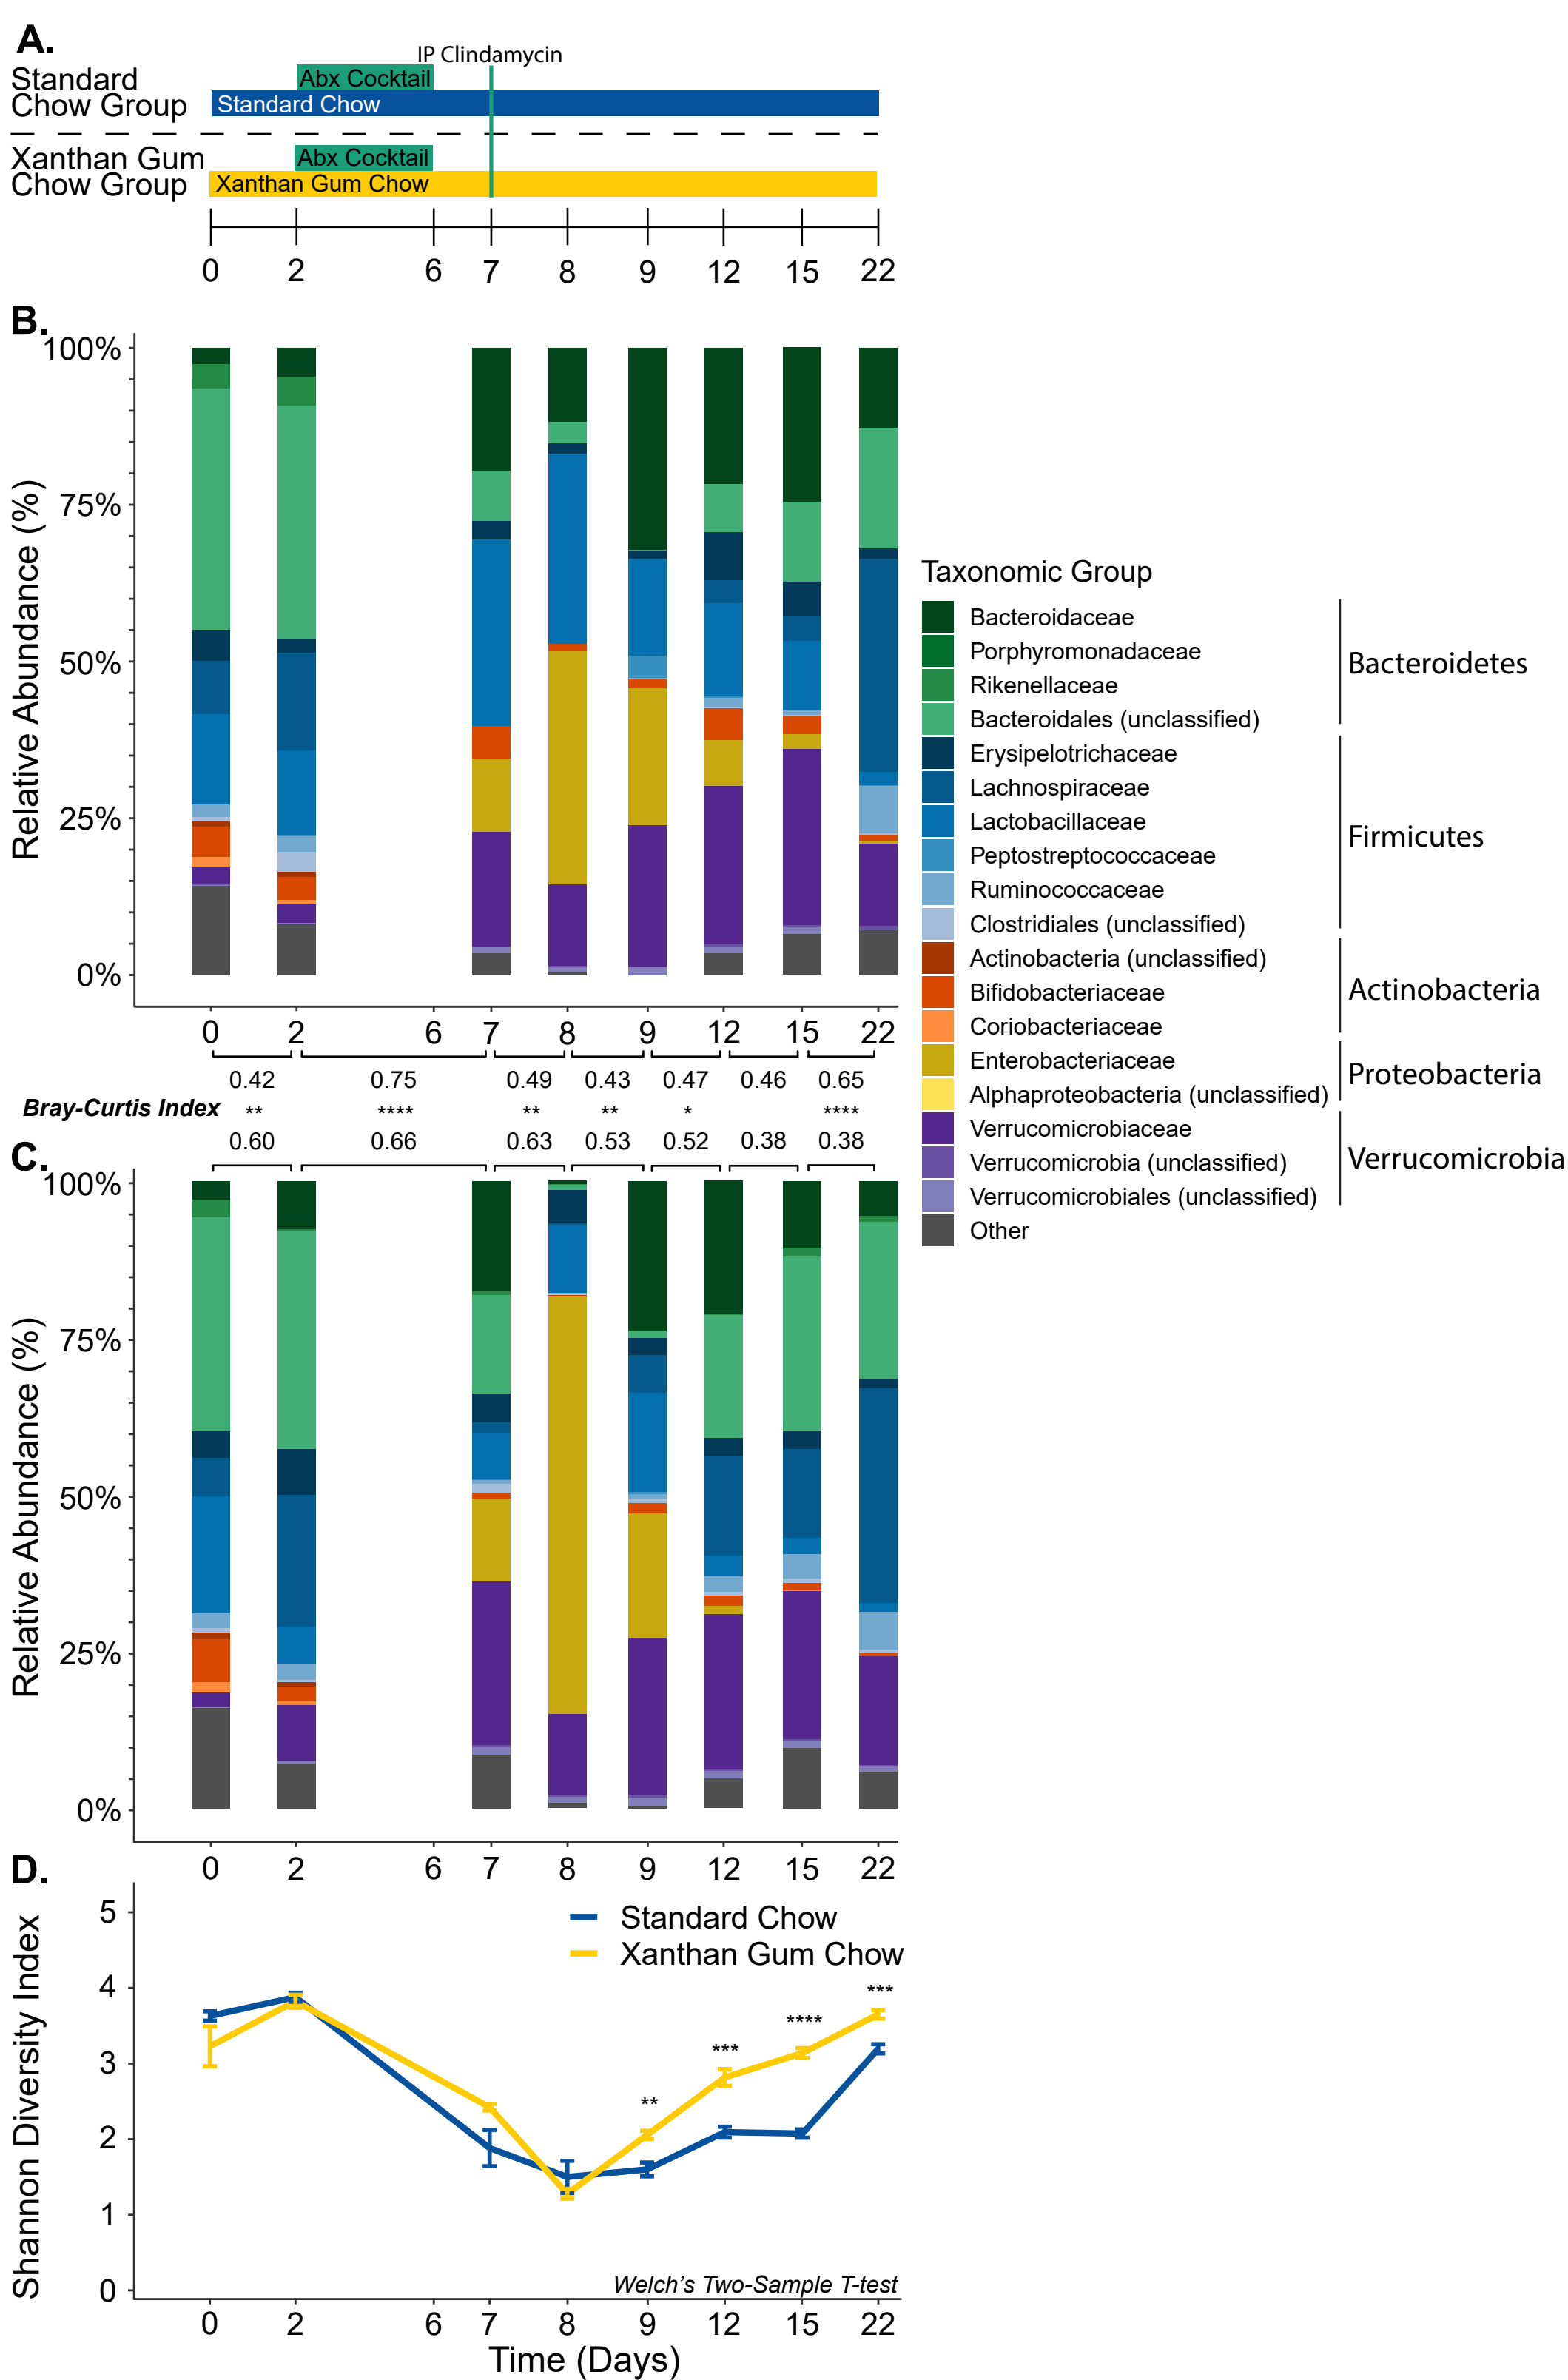 A.
IP Clindamycin
Standard
Chow Group
Abx Cocktail
Standard Chow
Xanthan Gum
Chow Group
Abx Cocktail
Xanthan Gum Chow
0 2 6 7 8 9 12 15 22
B.
Relative Abundance (%)
100%
75%
50%
25%
0%
0 2 6 7 8 9 12 15 22
0.42 0.75 0.49 0.43 0.47 0.46 0.65
Bray-Curtis Index ** **** ** ** * ****
0.60 0.66 0.63 0.53 0.52 0.38 0.38
Taxonomic Group
Bacteroidaceae
Porphyromonadaceae
Rikenellaceae
Bacteroidales (unclassified)
Bacteroidetes
Erysipelotrichaceae
Lachnospiraceae
Lactobacillaceae
Peptostreptococcaceae
Ruminococcaceae
Clostridiales (unclassified)
Firmicutes
Actinobacteria (unclassified)
Bifidobacteriaceae
Coriobacteriaceae
Actinobacteria
Enterobacteriaceae
Alphaproteobacteria (unclassified)
Proteobacteria
Verrucomicrobiaceae
Verrucomicrobia (unclassified)
Verrucomicrobiales (unclassified)
Verrucomicrobia
Other
C.
Relative Abundance (%)
100%
75%
50%
25%
0%
0 2 6 7 8 9 12 15 22
D.
Shannon Diversity Index
5
4
3
2
1
0
Standard Chow
Xanthan Gum Chow
** *** **** ***
Welch's Two-Sample T-test
0 2 6 7 8 9 12 15 22
Time (Days)